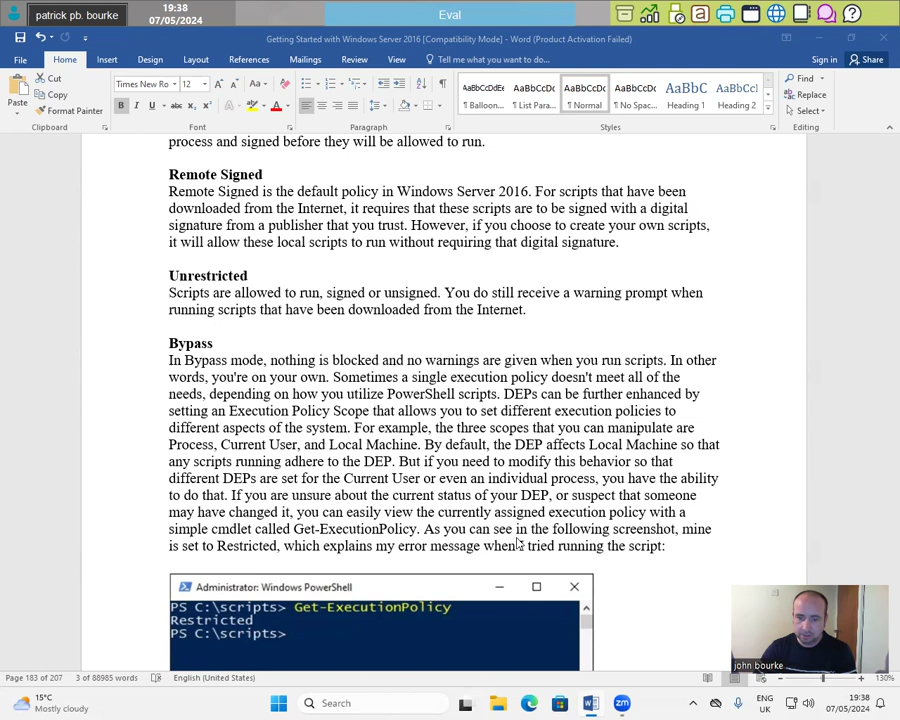 patrick pb. bourke
19:38
07/05/2024
Eval
Getting Started with Windows Server 2016 [Compatibility Mode] - Word (Product Activation Failed)
File Home Insert Design Layout References Mailings Review View Tell me what you want to do... Sign in Share
Paste
Cut
Copy
Format Painter
Times New Ro 12
AaBbCcDdEe AaBbCcDc AaBbCcDc AaBbCcDc AaBbC AaBbCcl
¶ Balloon... ¶ List Para... ¶ Normal ¶ No Spac... Heading 1 Heading 2
Find
Replace
Select
Clipboard Font Paragraph Styles Editing
process and signed before they will be allowed to run.
Remote Signed
Remote Signed is the default policy in Windows Server 2016. For scripts that have been
downloaded from the Internet, it requires that these scripts are to be signed with a digital
signature from a publisher that you trust. However, if you choose to create your own scripts,
it will allow these local scripts to run without requiring that digital signature.
Unrestricted
Scripts are allowed to run, signed or unsigned. You do still receive a warning prompt when
running scripts that have been downloaded from the Internet.
Bypass
In Bypass mode, nothing is blocked and no warnings are given when you run scripts. In other
words, you're on your own. Sometimes a single execution policy doesn't meet all of the
needs, depending on how you utilize PowerShell scripts. DEPs can be further enhanced by
setting an Execution Policy Scope that allows you to set different execution policies to
different aspects of the system. For example, the three scopes that you can manipulate are
Process, Current User, and Local Machine. By default, the DEP affects Local Machine so that
any scripts running adhere to the DEP. But if you need to modify this behavior so that
different DEPs are set for the Current User or even an individual process, you have the ability
to do that. If you are unsure about the current status of your DEP, or suspect that someone
may have changed it, you can easily view the currently assigned execution policy with a
simple cmdlet called Get-ExecutionPolicy. As you can see in the following screenshot, mine
is set to Restricted, which explains my error message when tried running the script:
Administrator: Windows PowerShell
PS C:\scripts> Get-ExecutionPolicy
Restricted
PS C:\scripts>
john bourke
Page 183 of 207 3 of 88985 words English (United States) 130%
15°C
Mostly cloudy
Search
ENG
UK
19:38
07/05/2024